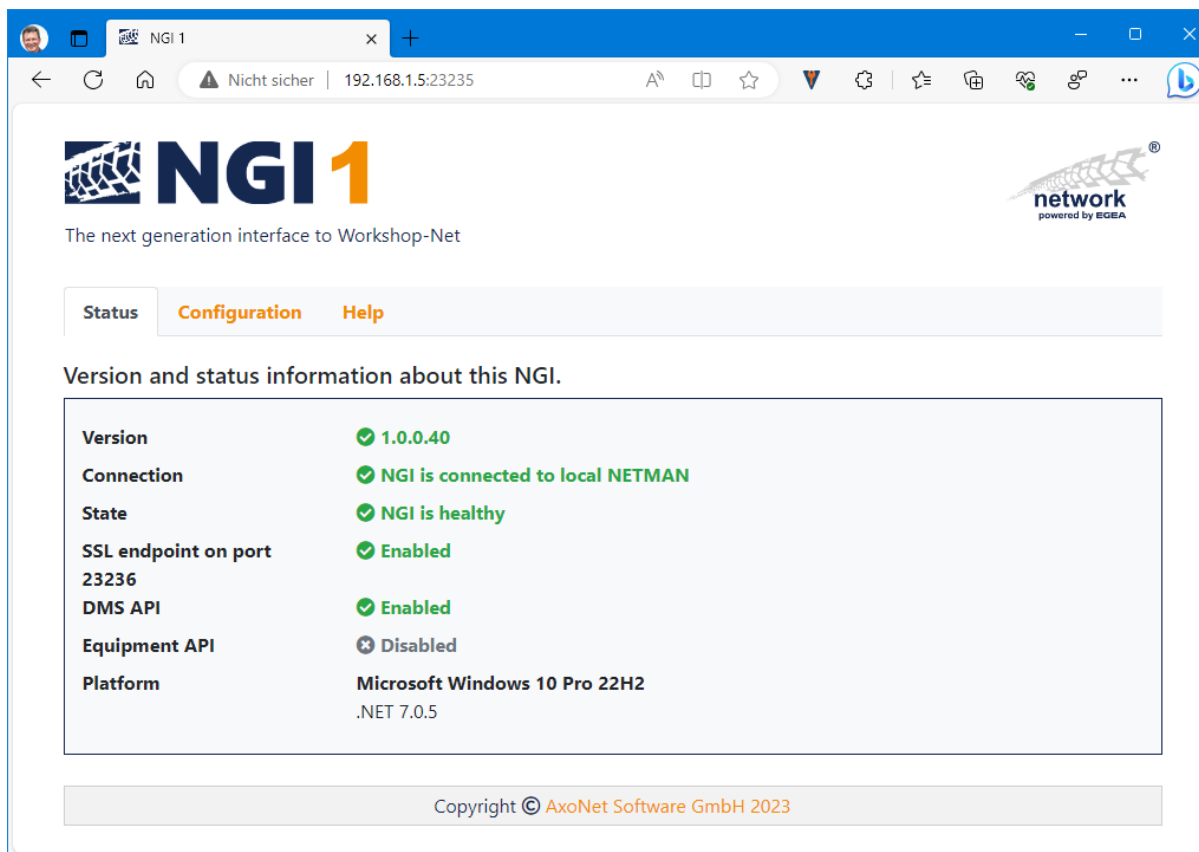 NGI 1
Nicht sicher | 192.168.1.5:23235
NGI 1
The next generation interface to Workshop-Net
network ®
powered by EGEA
Status Configuration Help
Version and status information about this NGI.
Version 1.0.0.40
Connection NGI is connected to local NETMAN
State NGI is healthy
SSL endpoint on port Enabled
23236
DMS API Enabled
Equipment API Disabled
Platform Microsoft Windows 10 Pro 22H2
.NET 7.0.5
Copyright © AxoNet Software GmbH 2023